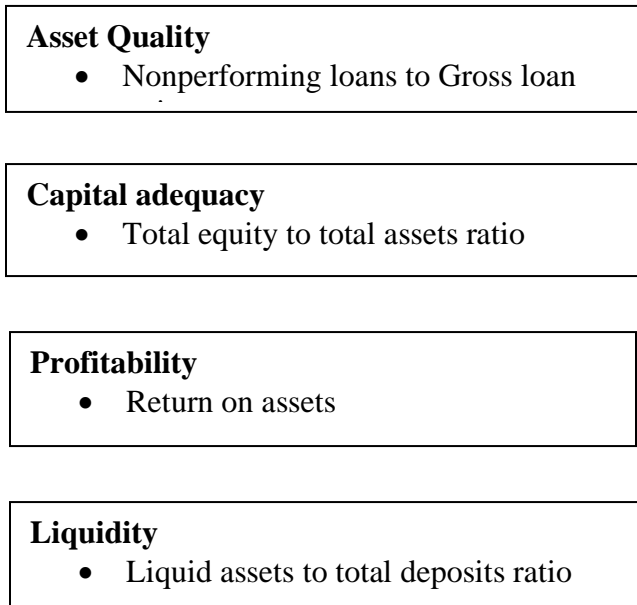 Asset Quality
• Nonperforming loans to Gross loan
Capital adequacy
• Total equity to total assets ratio
Profitability
• Return on assets
Liquidity
• Liquid assets to total deposits ratio